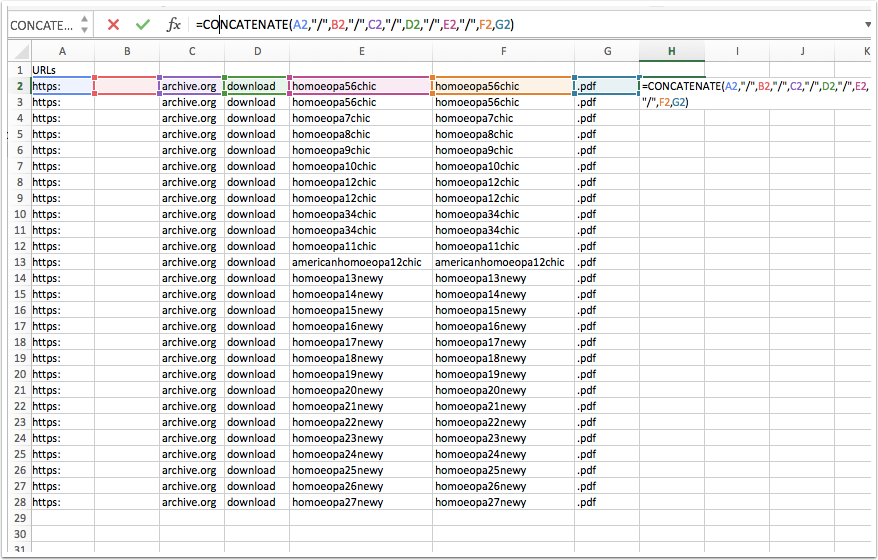 CONCATE... fx =CONCATENATE(A2,"/",B2,"/",C2,"/",D2,"/",E2,"/",F2,G2)
A B C D E F G H I J K
1 URLs
2 https: archive.org download homoeopa56chic homoeopa56chic .pdf =CONCATENATE(A2,"/",B2,"/",C2,"/",D2,"/",E2,
"/",F2,G2)
3 https: archive.org download homoeopa56chic homoeopa56chic .pdf
4 https: archive.org download homoeopa7chic homoeopa7chic .pdf
5 https: archive.org download homoeopa8chic homoeopa8chic .pdf
6 https: archive.org download homoeopa9chic homoeopa9chic .pdf
7 https: archive.org download homoeopa10chic homoeopa10chic .pdf
8 https: archive.org download homoeopa12chic homoeopa12chic .pdf
9 https: archive.org download homoeopa12chic homoeopa12chic .pdf
10 https: archive.org download homoeopa34chic homoeopa34chic .pdf
11 https: archive.org download homoeopa34chic homoeopa34chic .pdf
12 https: archive.org download homoeopa11chic homoeopa11chic .pdf
13 https: archive.org download americanhomoeopa12chic americanhomoeopa12chic .pdf
14 https: archive.org download homoeopa13newy homoeopa13newy .pdf
15 https: archive.org download homoeopa14newy homoeopa14newy .pdf
16 https: archive.org download homoeopa15newy homoeopa15newy .pdf
17 https: archive.org download homoeopa16newy homoeopa16newy .pdf
18 https: archive.org download homoeopa17newy homoeopa17newy .pdf
19 https: archive.org download homoeopa18newy homoeopa18newy .pdf
20 https: archive.org download homoeopa19newy homoeopa19newy .pdf
21 https: archive.org download homoeopa20newy homoeopa20newy .pdf
22 https: archive.org download homoeopa21newy homoeopa21newy .pdf
23 https: archive.org download homoeopa22newy homoeopa22newy .pdf
24 https: archive.org download homoeopa23newy homoeopa23newy .pdf
25 https: archive.org download homoeopa24newy homoeopa24newy .pdf
26 https: archive.org download homoeopa25newy homoeopa25newy .pdf
27 https: archive.org download homoeopa26newy homoeopa26newy .pdf
28 https: archive.org download homoeopa27newy homoeopa27newy .pdf
29
30
31